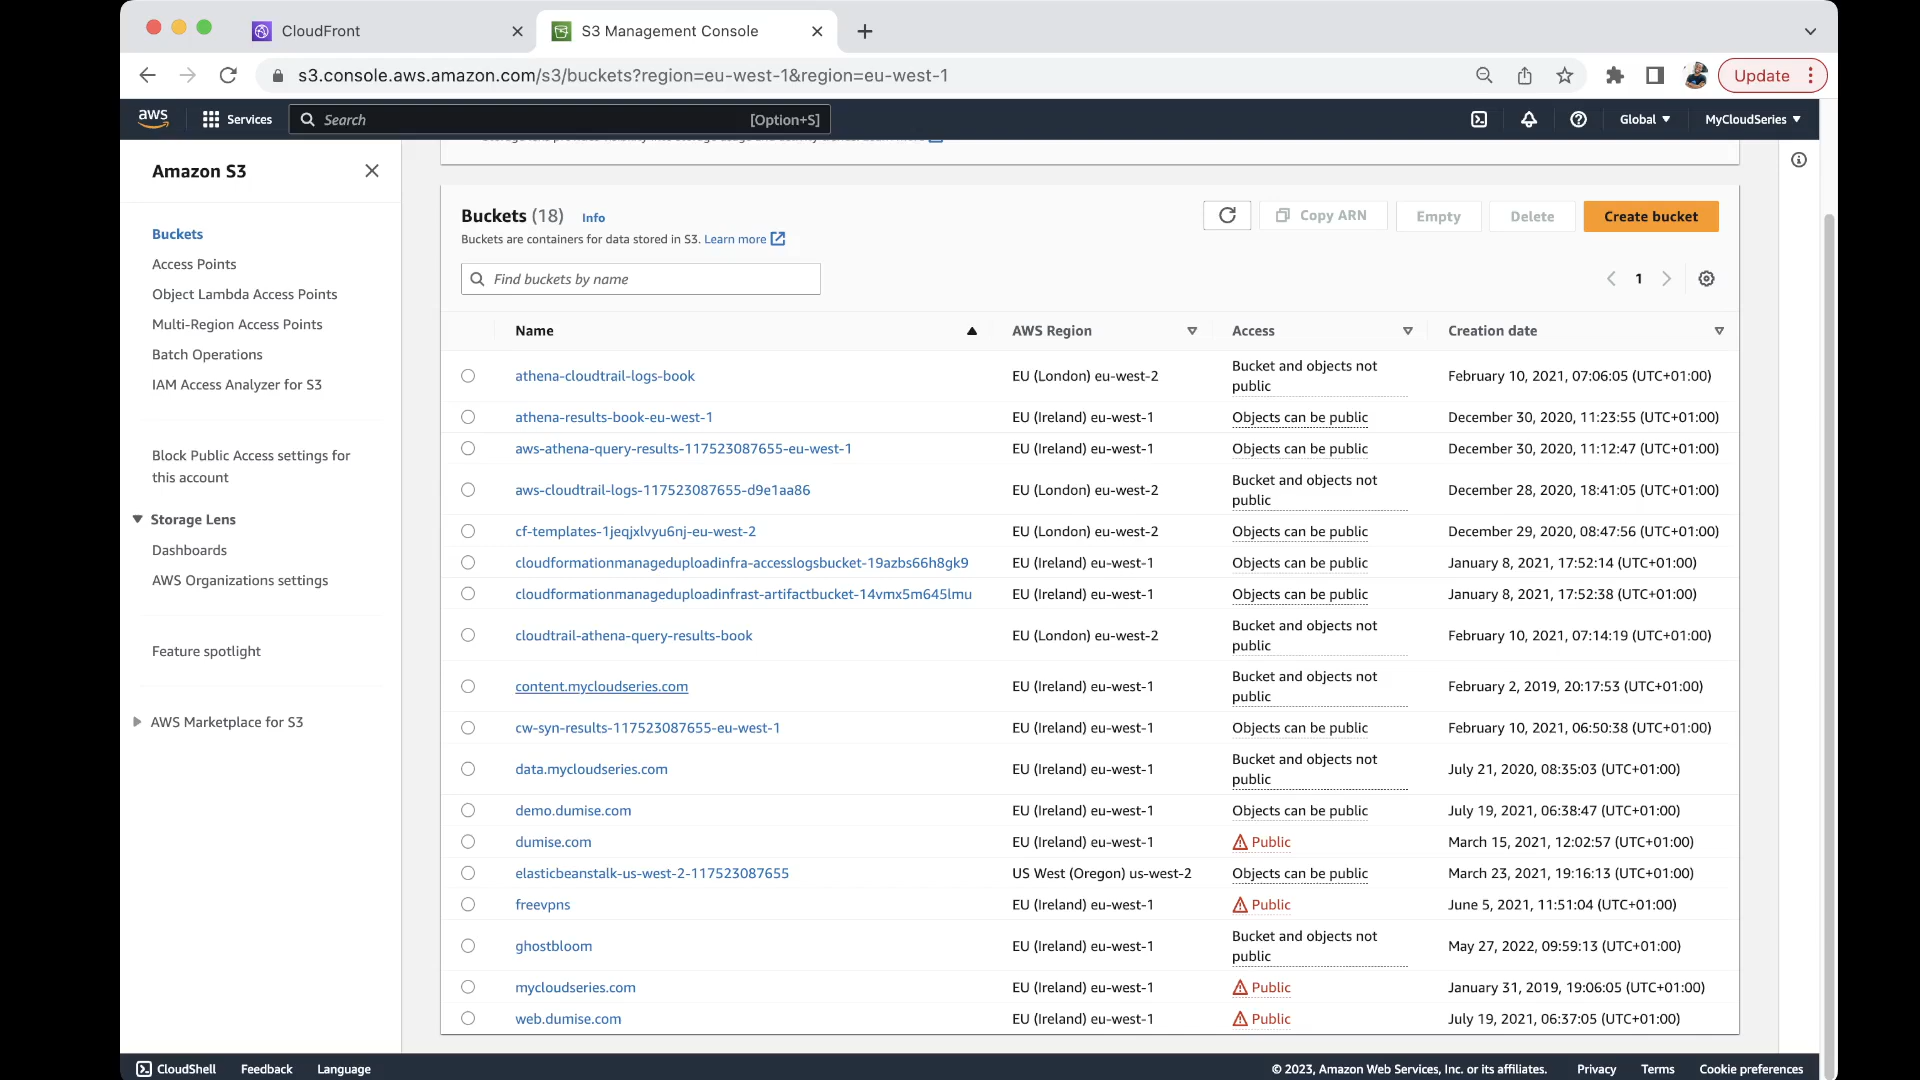 CloudFront
S3 Management Console
s3.console.aws.amazon.com/s3/buckets?region=eu-west-1&region=eu-west-1
Update
aws
Services
Search
[Option+S]
Global
MyCloudSeries
Amazon S3
Buckets
Access Points
Object Lambda Access Points
Multi-Region Access Points
Batch Operations
IAM Access Analyzer for S3
Block Public Access settings for
this account
Storage Lens
Dashboards
AWS Organizations settings
Feature spotlight
AWS Marketplace for S3
Buckets (18) Info
Buckets are containers for data stored in S3. Learn more
Copy ARN
Empty
Delete
Create bucket
Find buckets by name
1
Name AWS Region Access Creation date
athena-cloudtrail-logs-book EU (London) eu-west-2 Bucket and objects not
public February 10, 2021, 07:06:05 (UTC+01:00)
athena-results-book-eu-west-1 EU (Ireland) eu-west-1 Objects can be public December 30, 2020, 11:23:55 (UTC+01:00)
aws-athena-query-results-117523087655-eu-west-1 EU (Ireland) eu-west-1 Objects can be public December 30, 2020, 11:12:47 (UTC+01:00)
aws-cloudtrail-logs-117523087655-d9e1aa86 EU (London) eu-west-2 Bucket and objects not
public December 28, 2020, 18:41:05 (UTC+01:00)
cf-templates-1jeqjxlvyu6nj-eu-west-2 EU (London) eu-west-2 Objects can be public December 29, 2020, 08:47:56 (UTC+01:00)
cloudformationmanageduploadinfra-accesslogsbucket-19azbs66h8gk9 EU (Ireland) eu-west-1 Objects can be public January 8, 2021, 17:52:14 (UTC+01:00)
cloudformationmanageduploadinfrast-artifactbucket-14vmx5m645lmu EU (Ireland) eu-west-1 Objects can be public January 8, 2021, 17:52:38 (UTC+01:00)
cloudtrail-athena-query-results-book EU (London) eu-west-2 Bucket and objects not
public February 10, 2021, 07:14:19 (UTC+01:00)
content.mycloudseries.com EU (Ireland) eu-west-1 Bucket and objects not
public February 2, 2019, 20:17:53 (UTC+01:00)
cw-syn-results-117523087655-eu-west-1 EU (Ireland) eu-west-1 Objects can be public February 10, 2021, 06:50:38 (UTC+01:00)
data.mycloudseries.com EU (Ireland) eu-west-1 Bucket and objects not
public July 21, 2020, 08:35:03 (UTC+01:00)
demo.dumise.com EU (Ireland) eu-west-1 Objects can be public July 19, 2021, 06:38:47 (UTC+01:00)
dumise.com EU (Ireland) eu-west-1 Public March 15, 2021, 12:02:57 (UTC+01:00)
elasticbeanstalk-us-west-2-117523087655 US West (Oregon) us-west-2 Objects can be public March 23, 2021, 19:16:13 (UTC+01:00)
freevpns EU (Ireland) eu-west-1 Public June 5, 2021, 11:51:04 (UTC+01:00)
ghostbloom EU (Ireland) eu-west-1 Bucket and objects not
public May 27, 2022, 09:59:13 (UTC+01:00)
mycloudseries.com EU (Ireland) eu-west-1 Public January 31, 2019, 19:06:05 (UTC+01:00)
web.dumise.com EU (Ireland) eu-west-1 Public July 19, 2021, 06:37:05 (UTC+01:00)
CloudShell Feedback Language © 2023, Amazon Web Services, Inc. or its affiliates. Privacy Terms Cookie preferences